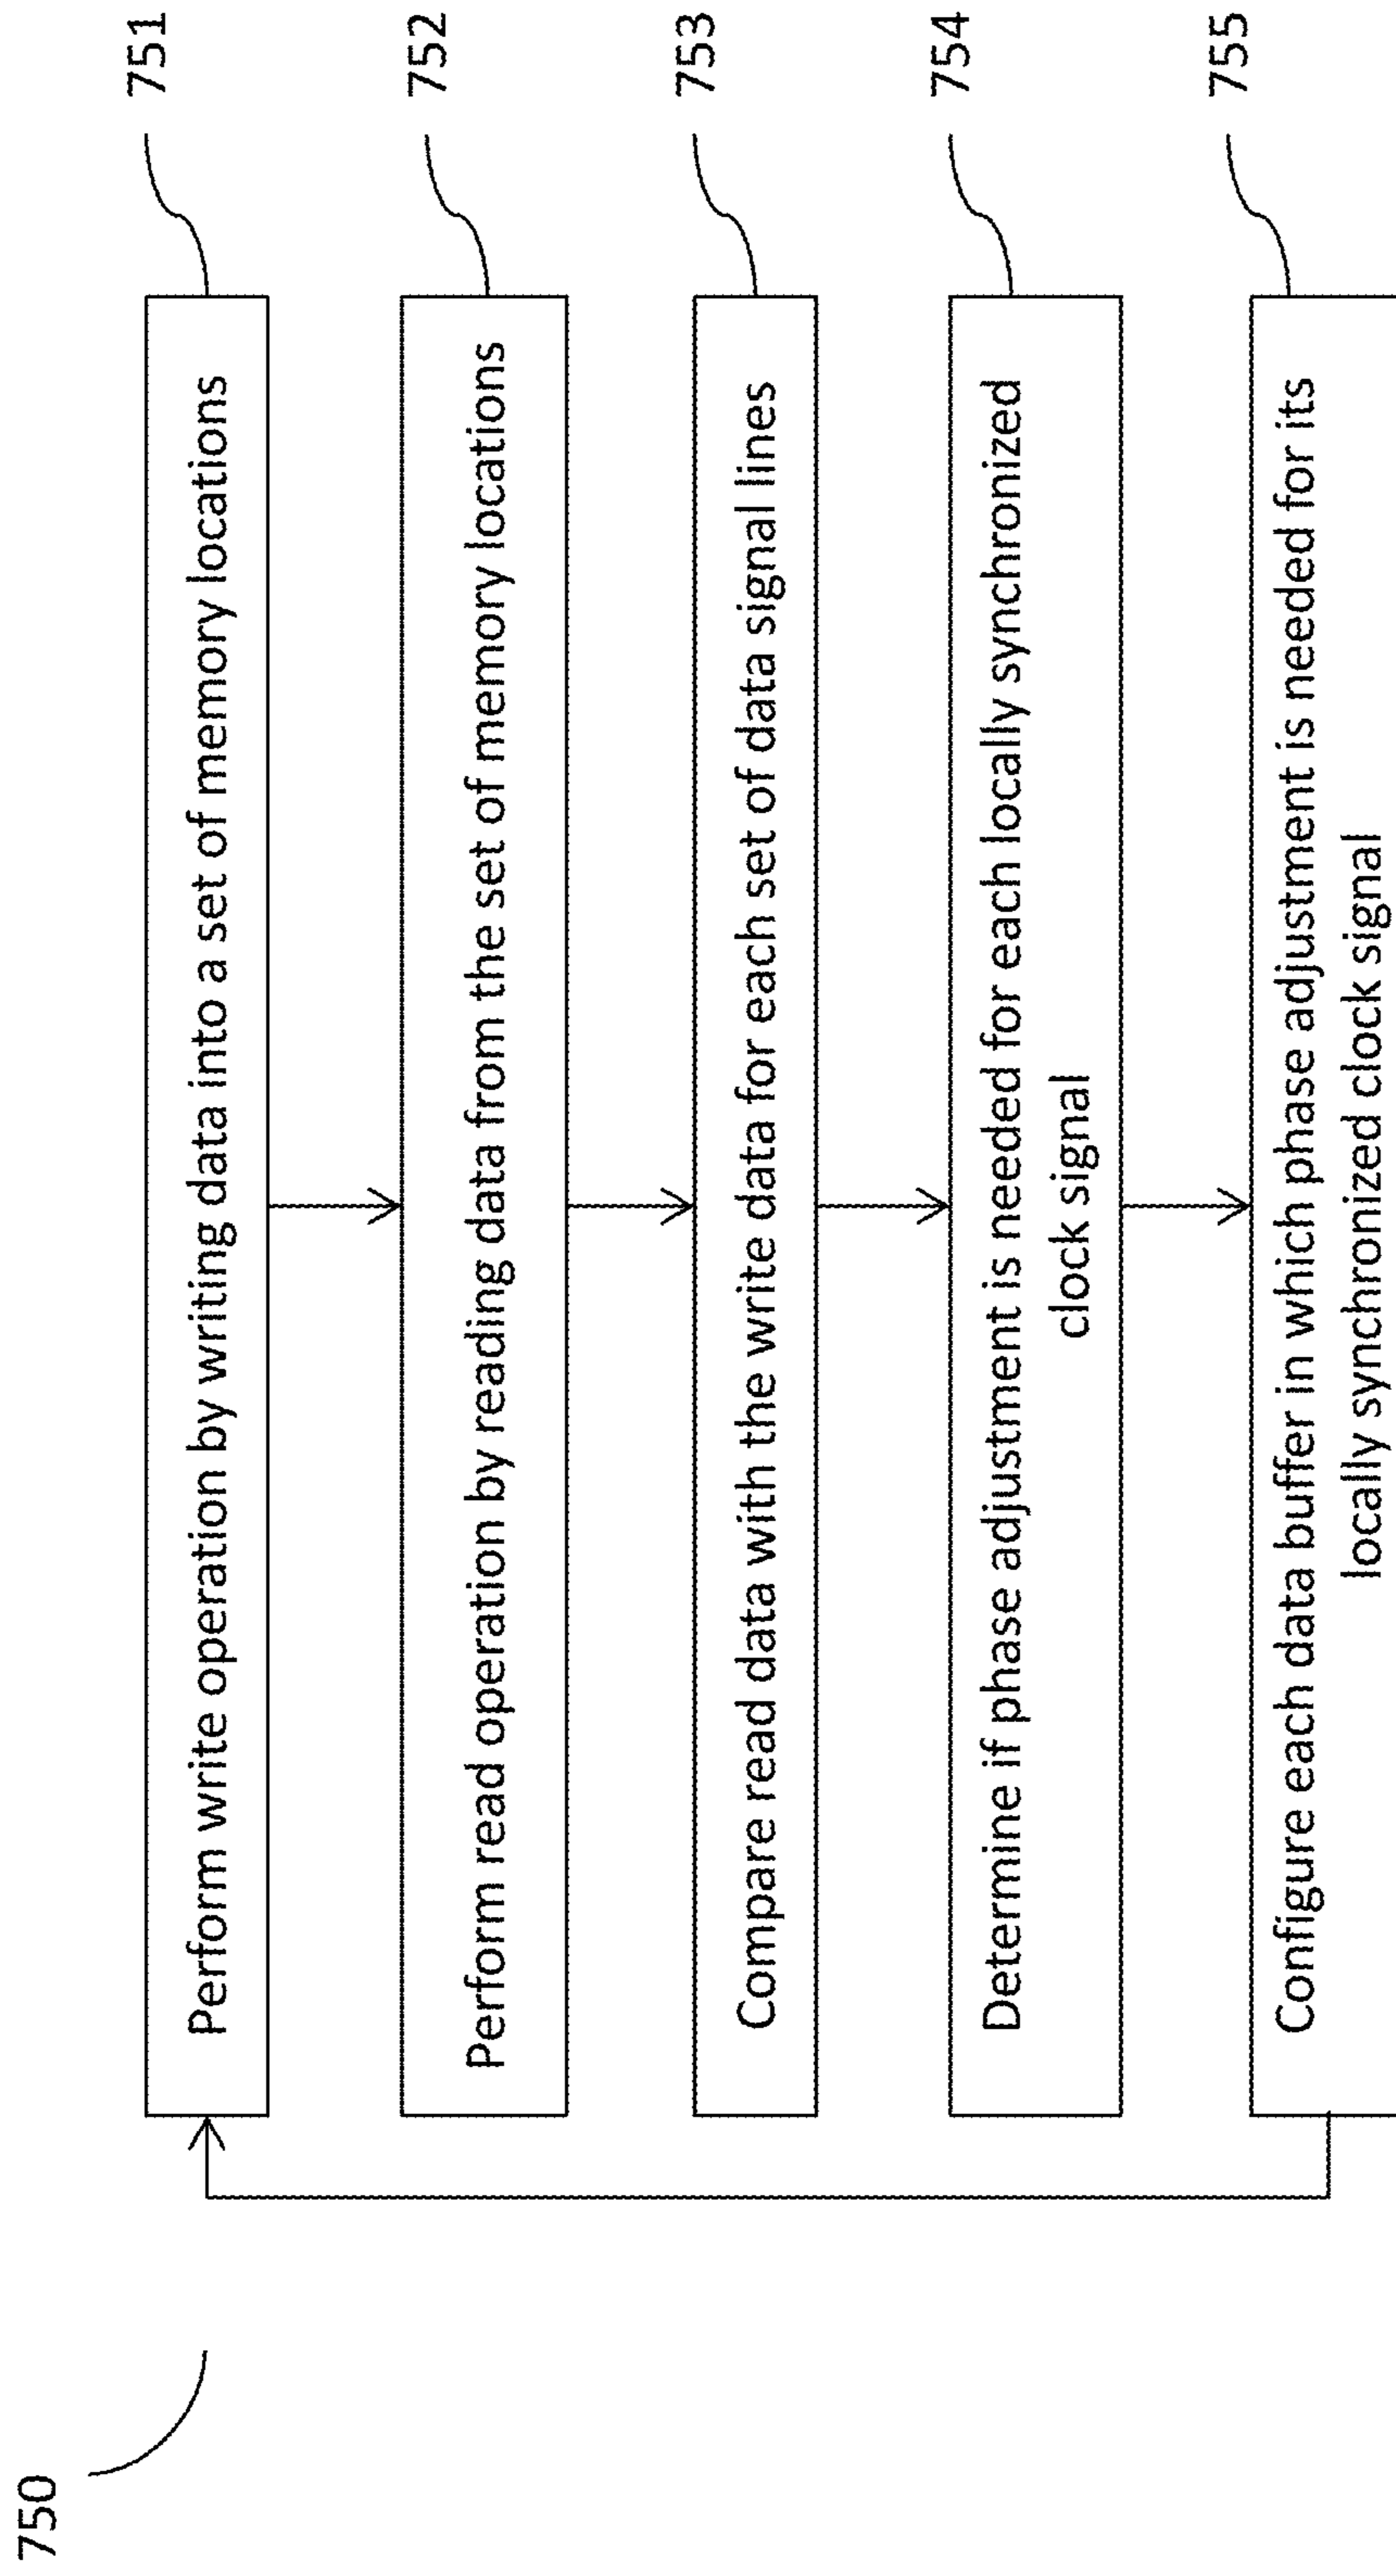 750
Perform write operation by writing data into a set of memory locations
751
Perform read operation by reading data from the set of memory locations
752
Compare read data with the write data for each set of data signal lines
753
Determine if phase adjustment is needed for each locally synchronized
clock signal
754
Configure each data buffer in which phase adjustment is needed for its
locally synchronized clock signal
755